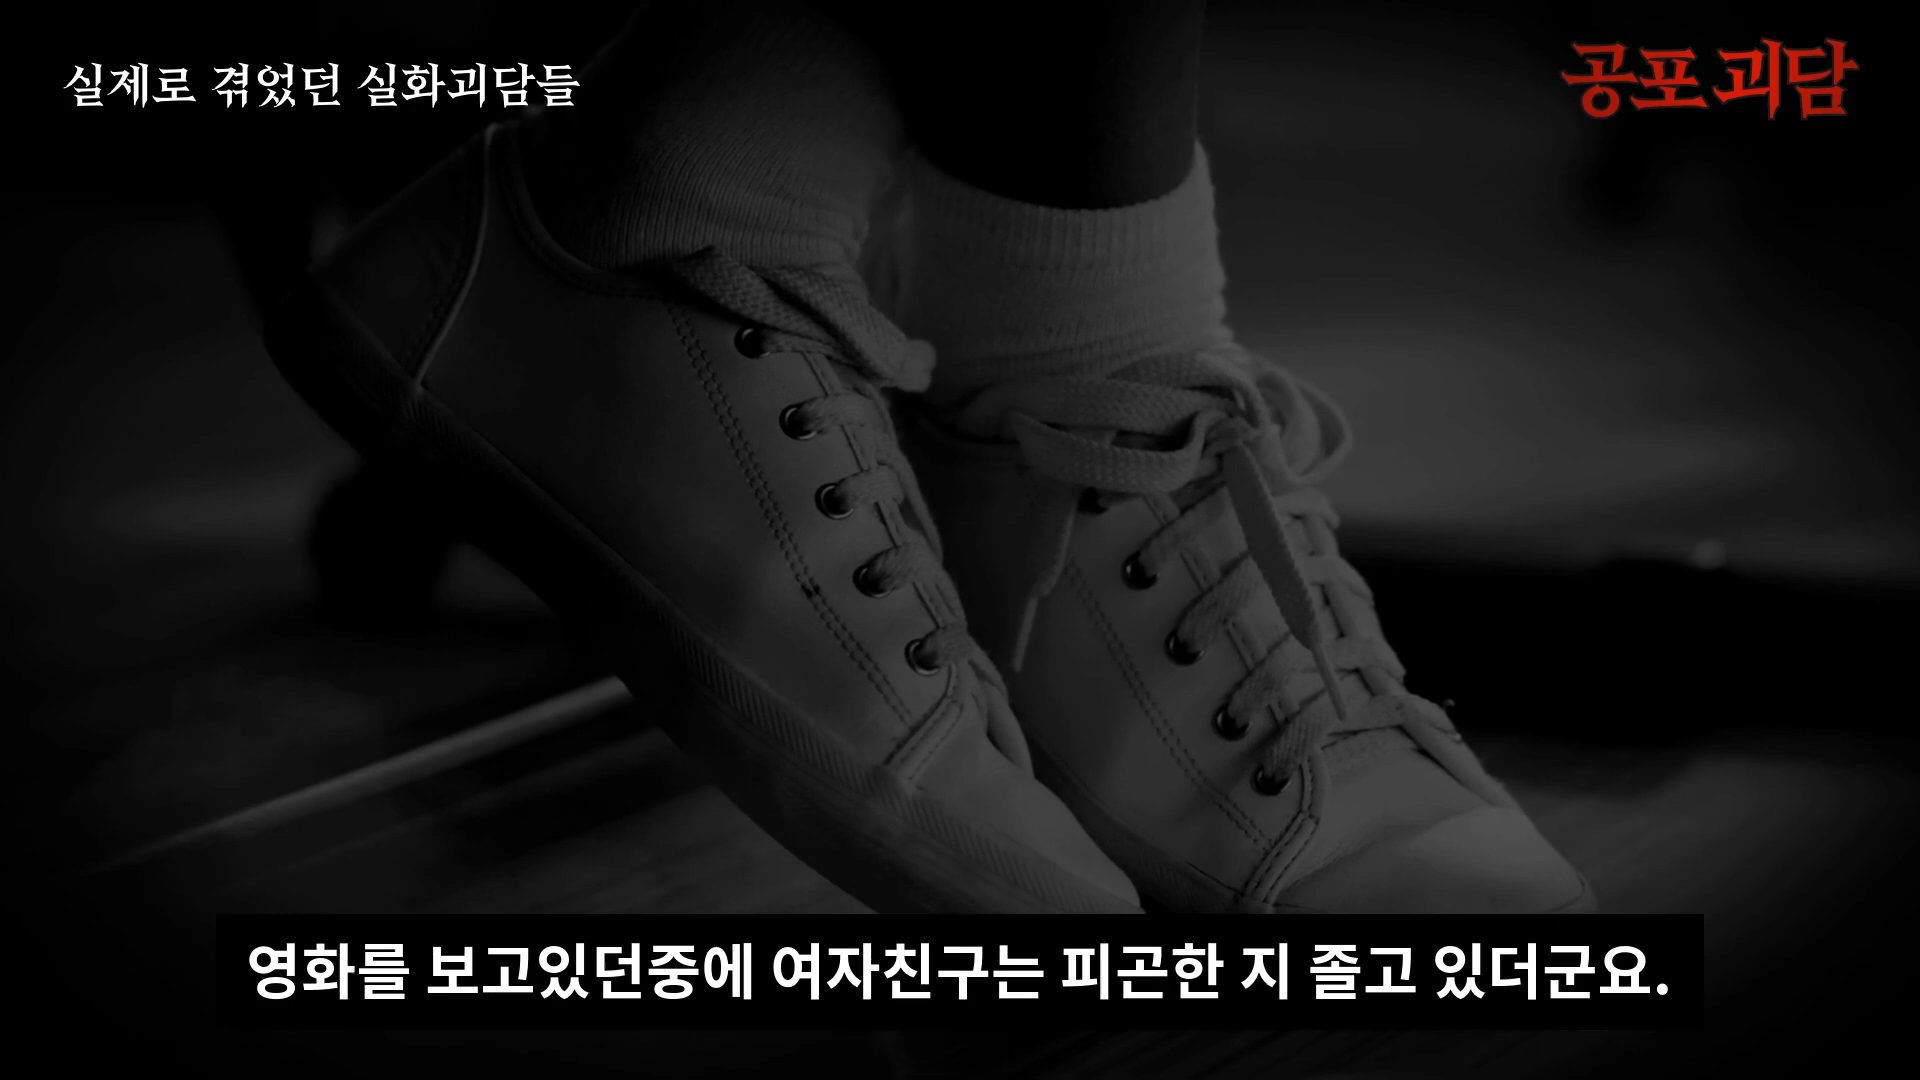 실제로 겪었던 실화괴담들
공포 괴담
영화를 보고있던중에 여자친구는 피곤한 지 졸고 있더군요.